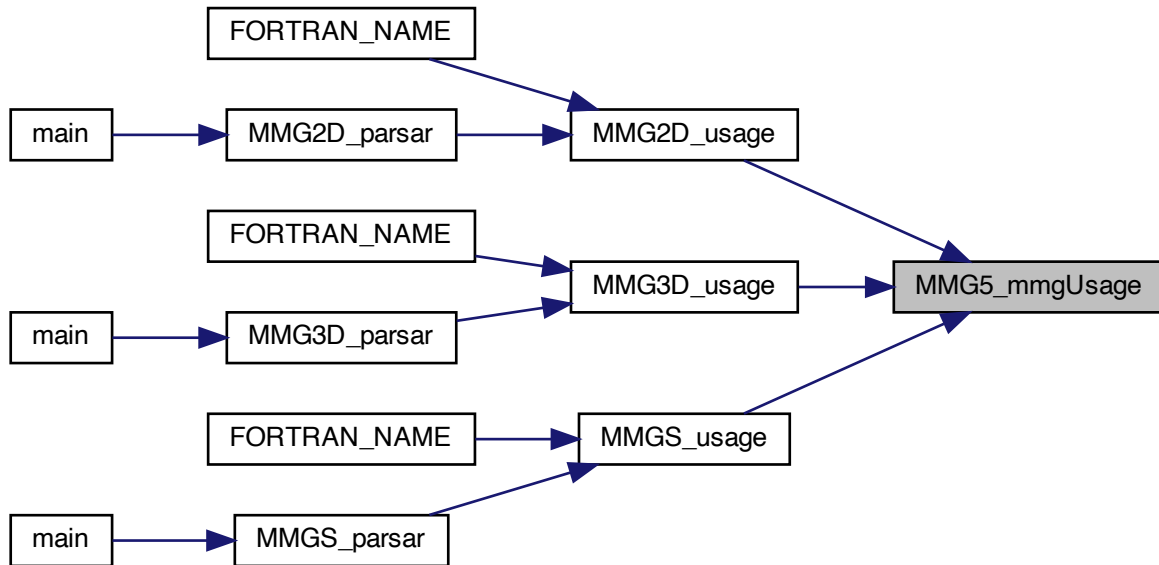 FORTRAN_NAME
main
MMG2D_parsar
MMG2D_usage
FORTRAN_NAME
MMG3D_usage
MMG5_mmgUsage
main
MMG3D_parsar
FORTRAN_NAME
MMGS_usage
main
MMGS_parsar